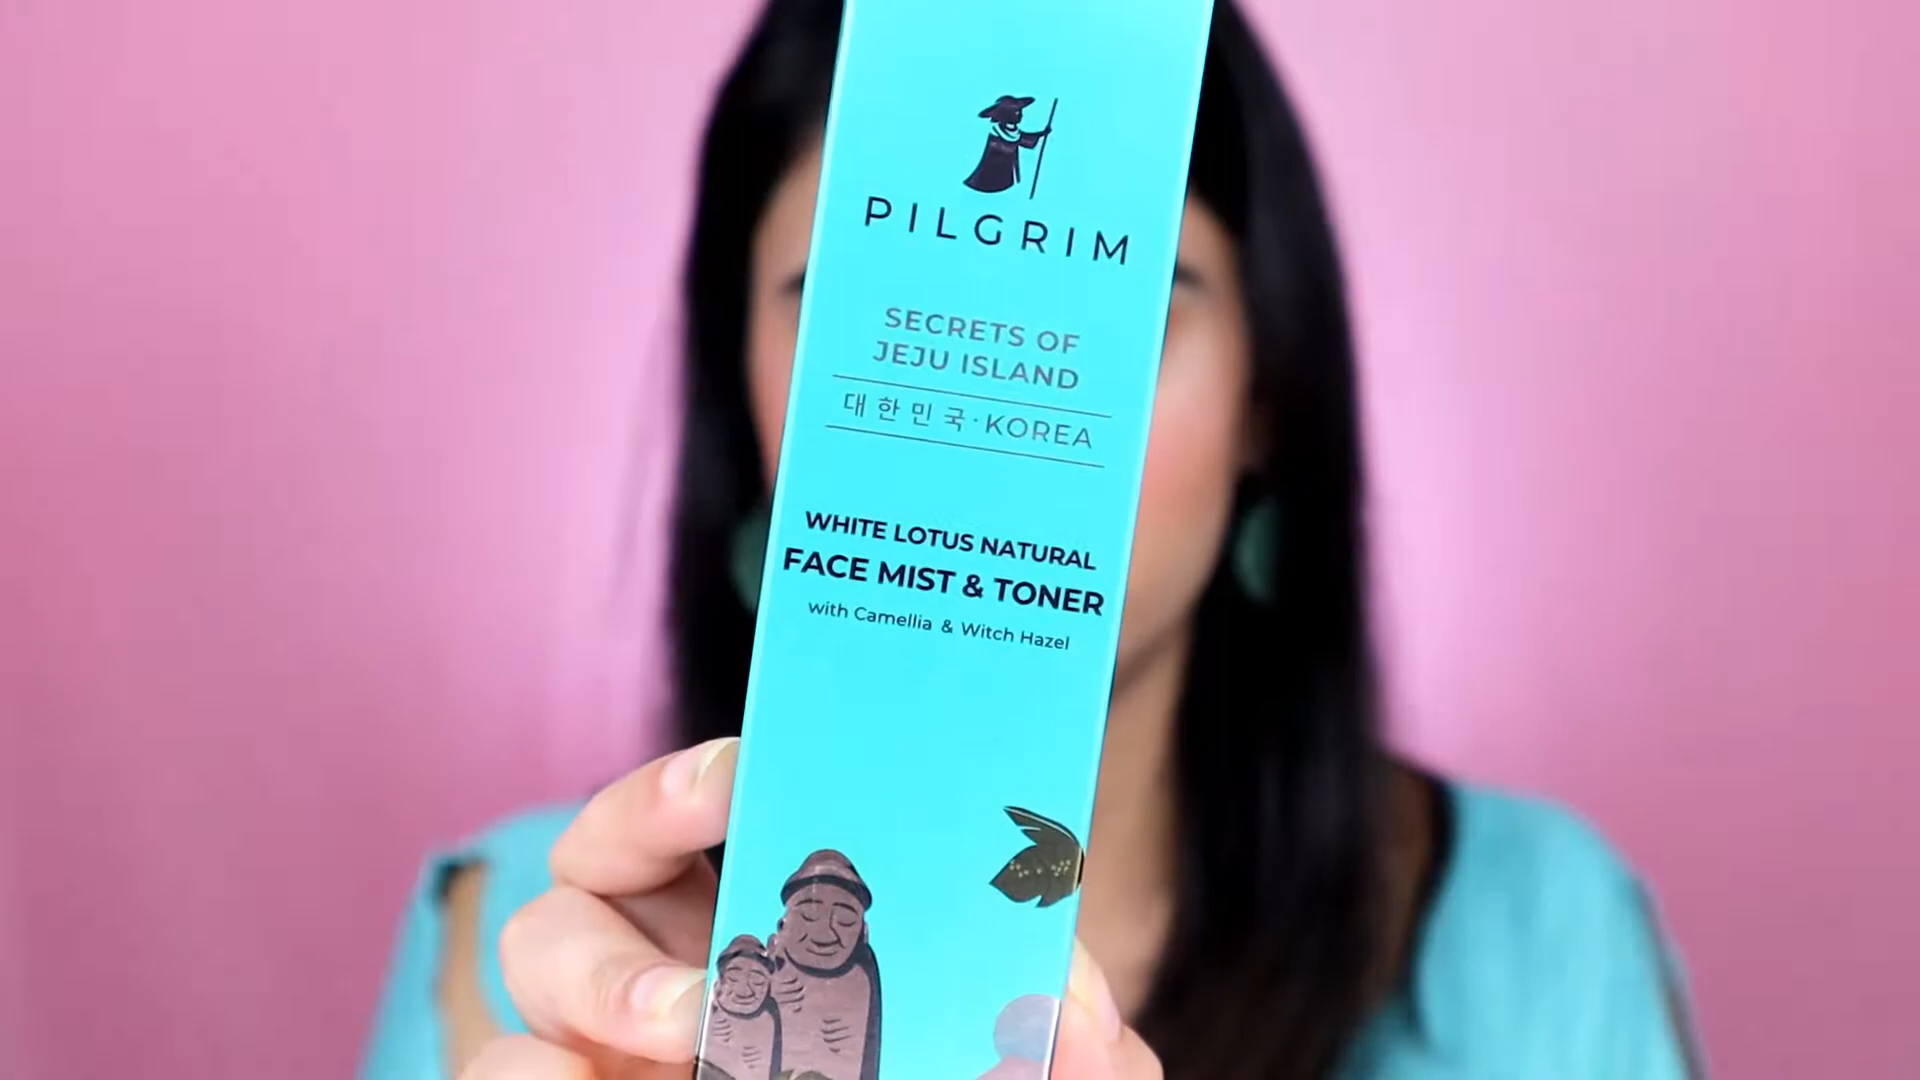 PILGRIM
SECRETS OF
JEJU ISLAND
대한민국·KOREA
WHITE LOTUS NATURAL
FACE MIST & TONER
with Camellia & Witch Hazel